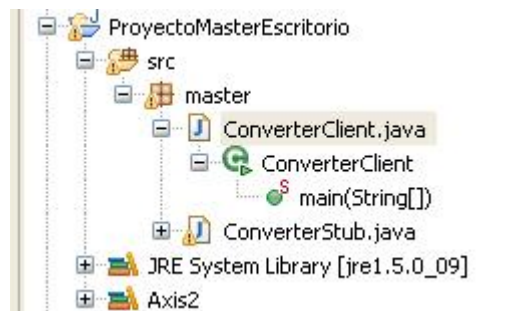 ProyectoMasterEscritorio
src
master
ConverterClient.java
ConverterClient
main(String[])
ConverterStub.java
JRE System Library [jre1.5.0_09]
Axis2